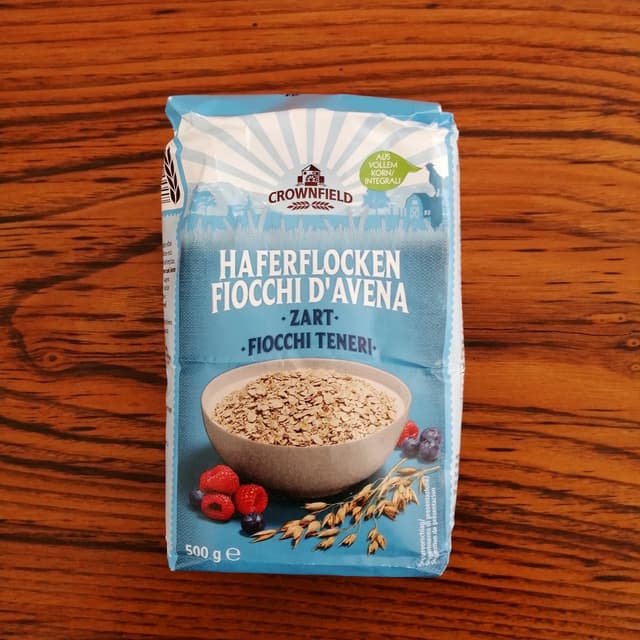 AUS
VOLLEM
KORN/
INTEGRALI
CROWNFIELD
HAFERFLOCKEN
FIOCCHI D'AVENA
· ZART ·
· FIOCCHI TENERI ·
500 g ℮